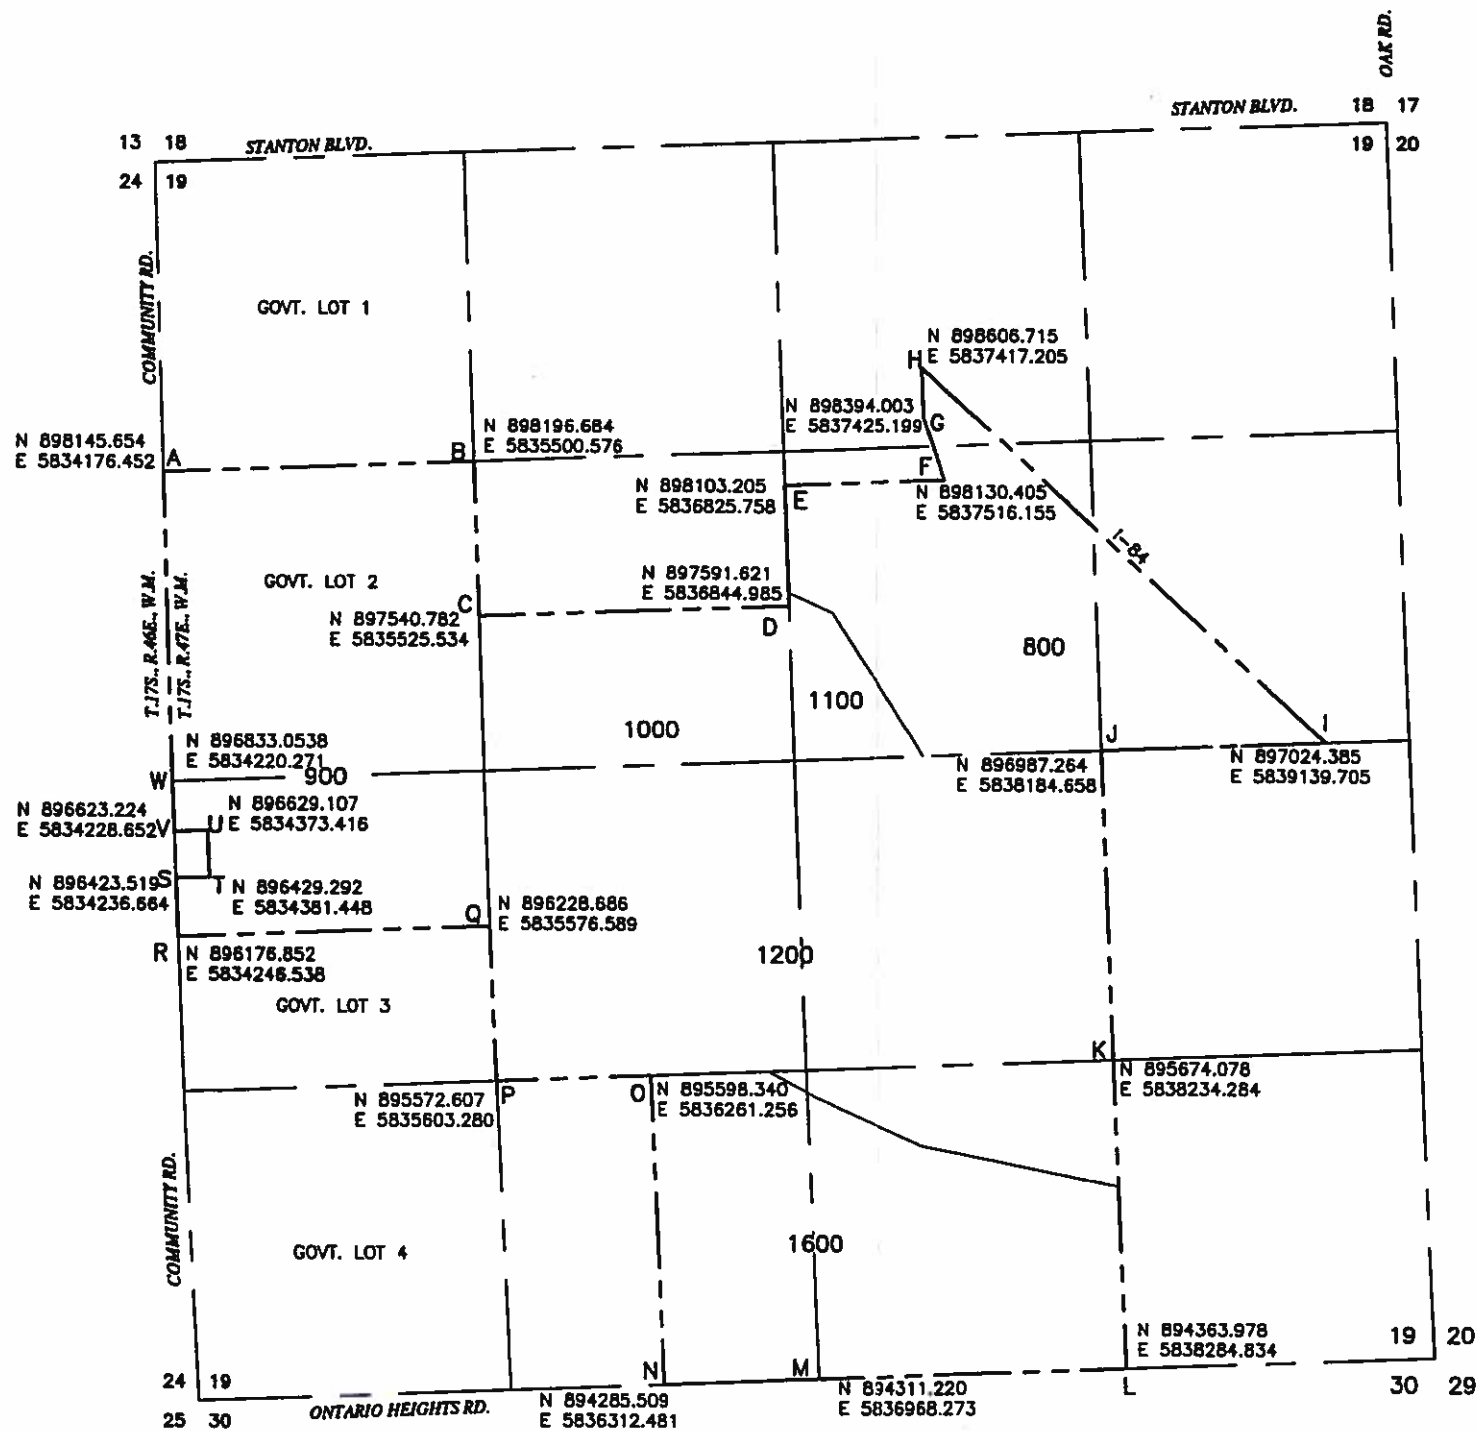 OAK RD.
STANTON BLVD.
18 17
13 18
STANTON BLVD.
19 20
24 19
COMMUNITY RD.
GOVT. LOT 1
N 898606.715
H E 5837417.205
N 898394.003
E 5837425.199 G
N 898196.684
B E 5835500.576
N 898145.654
E 5834176.452 A
F
N 898103.205
E 5836825.758 E
N 898130.405
E 5837516.155
I-84
T.17S., R.46E., W.M.
T.17S., R.47E., W.M.
GOVT. LOT 2
N 897591.621
E 5836844.985
D
C
N 897540.782
E 5835525.534
800
1100
1000
J
I
N 896833.0538
E 5834220.271
W
900
N 896987.264
E 5838184.658
N 897024.385
E 5839139.705
N 896623.224
E 5834228.652 V
N 896629.107
U E 5834373.416
N 896423.519 S
E 5834236.664
T N 896429.292
E 5834381.448
Q N 896228.686
E 5835576.589
R N 896176.852
E 5834246.538
1200
GOVT. LOT 3
K
N 895674.078
E 5838234.284
N 895572.607 P
E 5835603.280
O N 895598.340
E 5836261.256
COMMUNITY RD.
GOVT. LOT 4
1600
N 894363.978
E 5838284.834
19 20
24 19
N
M
L
30 29
25 30
ONTARIO HEIGHTS RD.
N 894285.509
E 5836312.481
N 894311.220
E 5836968.273